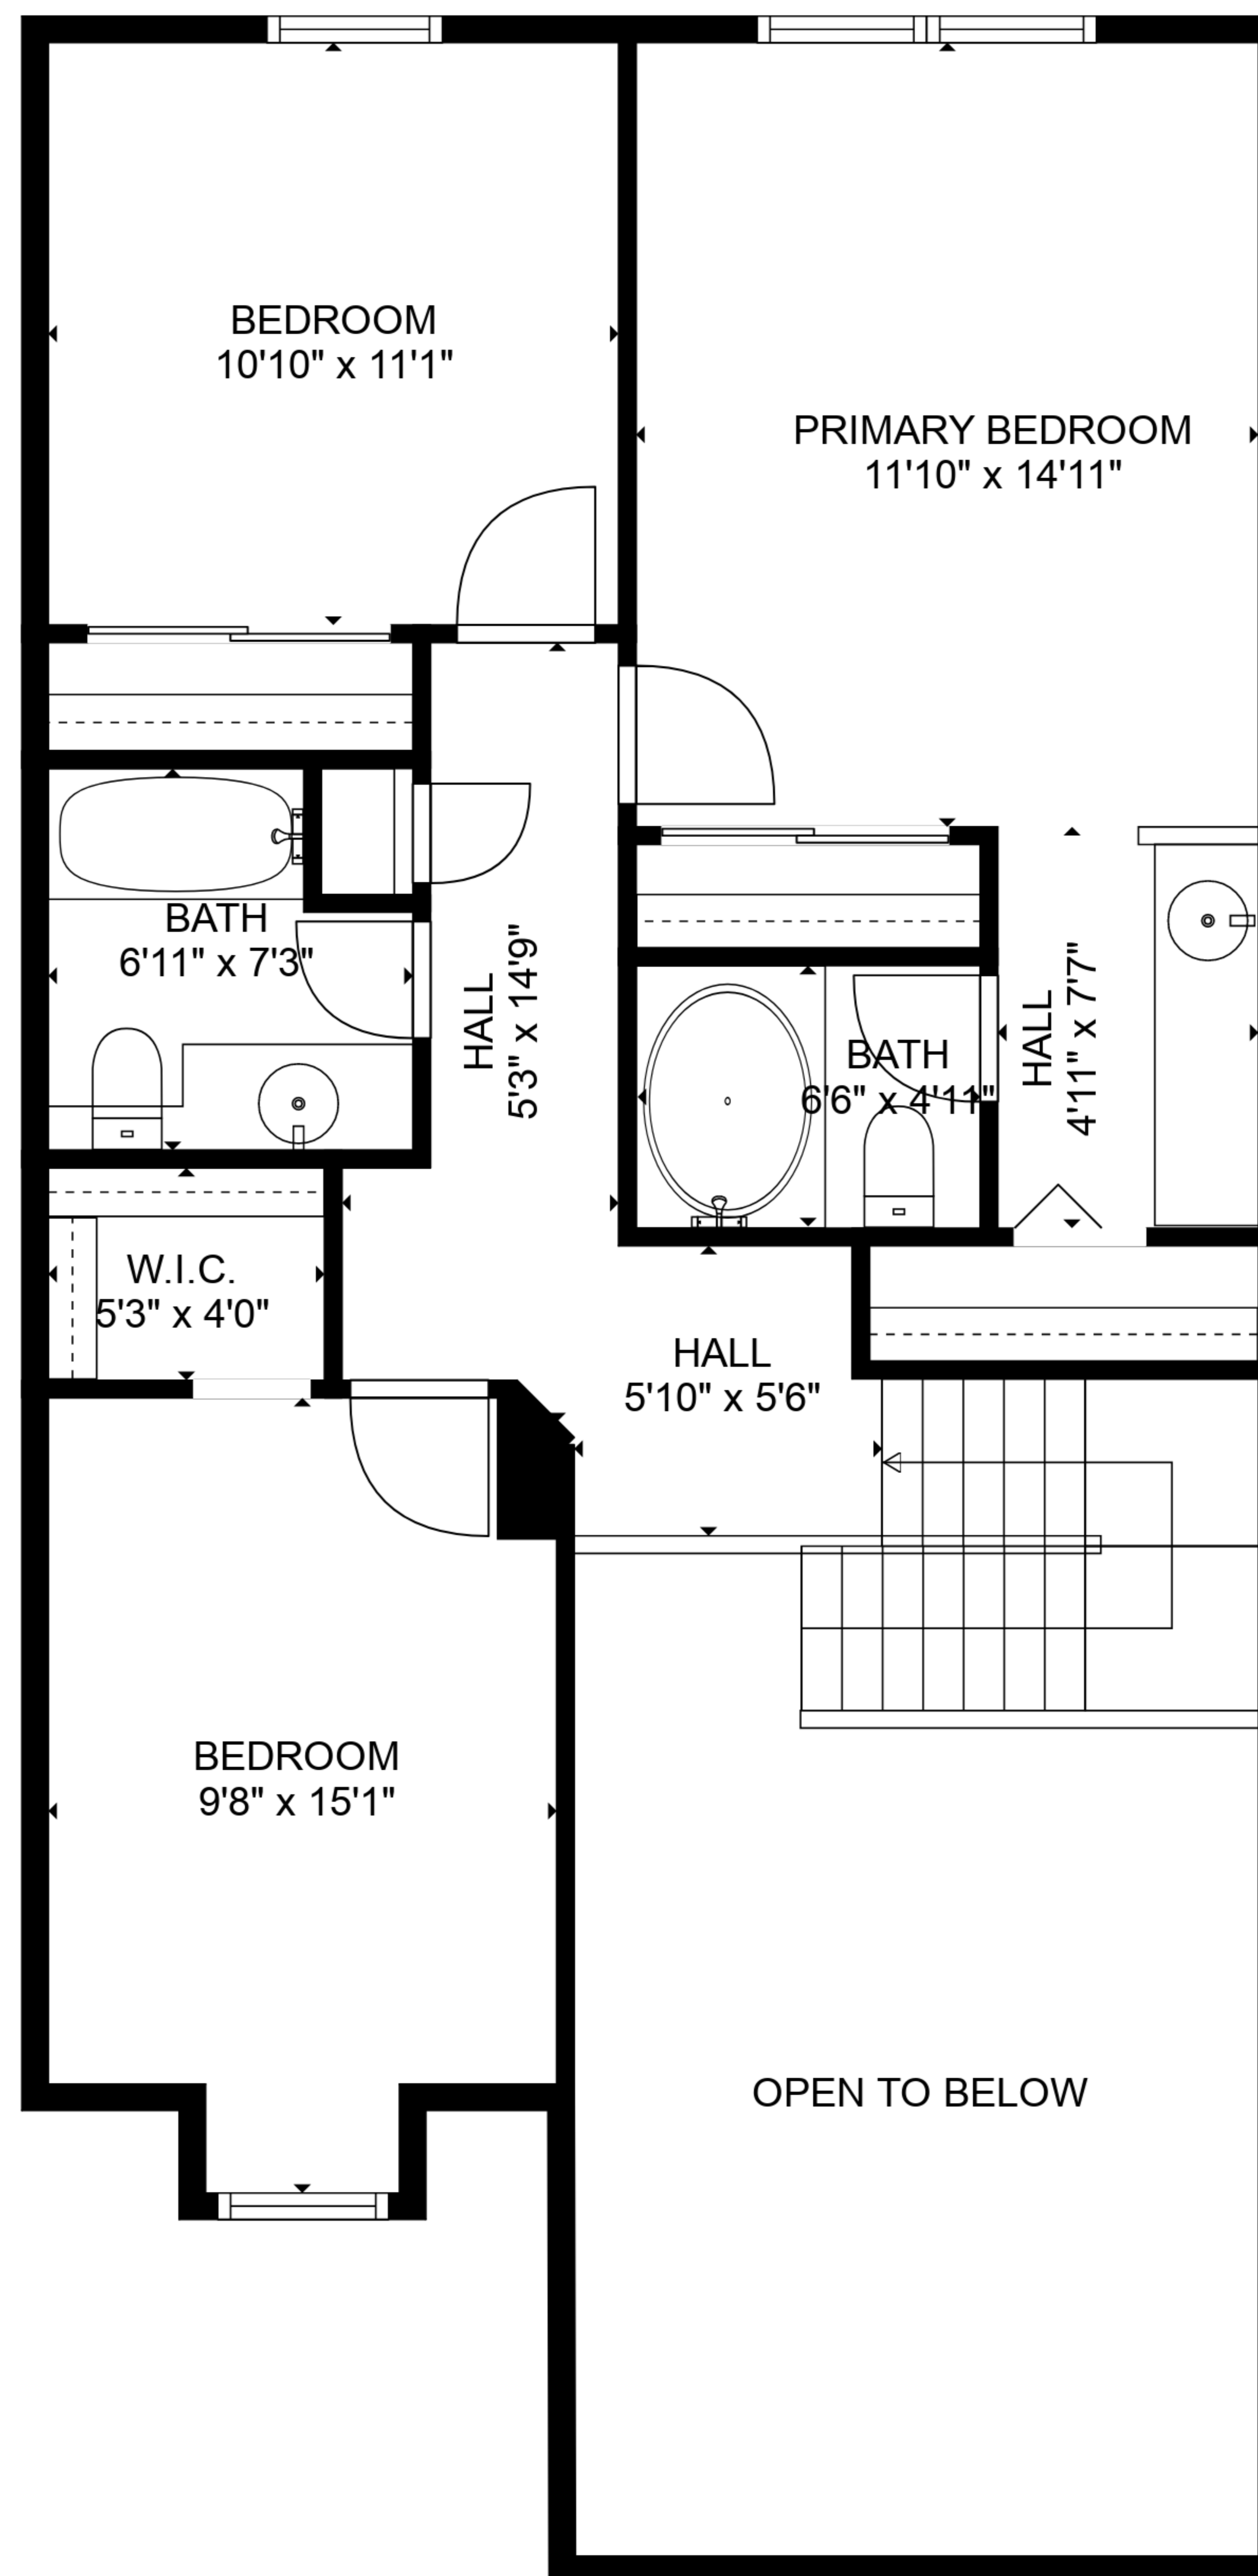 BEDROOM
10'10" x 11'1"
PRIMARY BEDROOM
11'10" x 14'11"
BATH
6'11" x 7'3"
HALL
5'3" x 14'9"
BATH
6'6" x 4'11"
HALL
4'11" x 7'7"
W.I.C.
5'3" x 4'0"
HALL
5'10" x 5'6"
BEDROOM
9'8" x 15'1"
OPEN TO BELOW